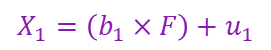 X₁ = (b₁ × F) + u₁